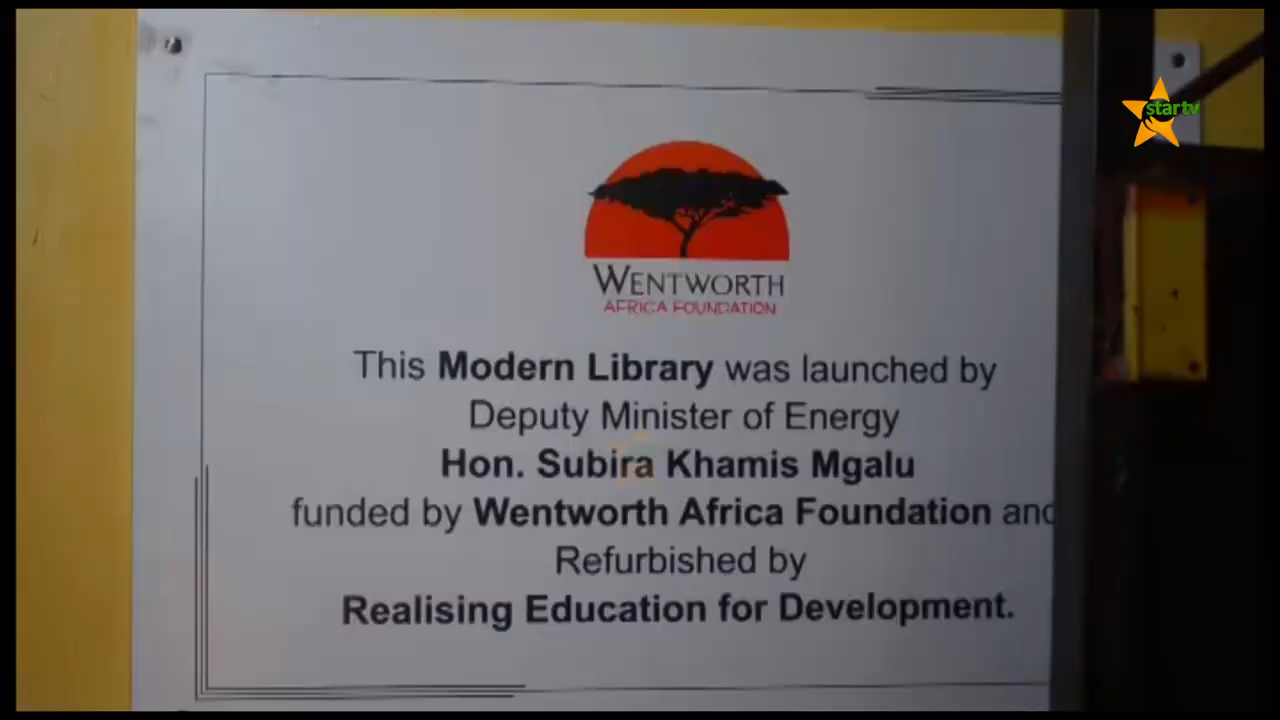 startv
WENTWORTH
AFRICA FOUNDATION
This Modern Library was launched by
Deputy Minister of Energy
Hon. Subira Khamis Mgalu
funded by Wentworth Africa Foundation and
Refurbished by
Realising Education for Development.